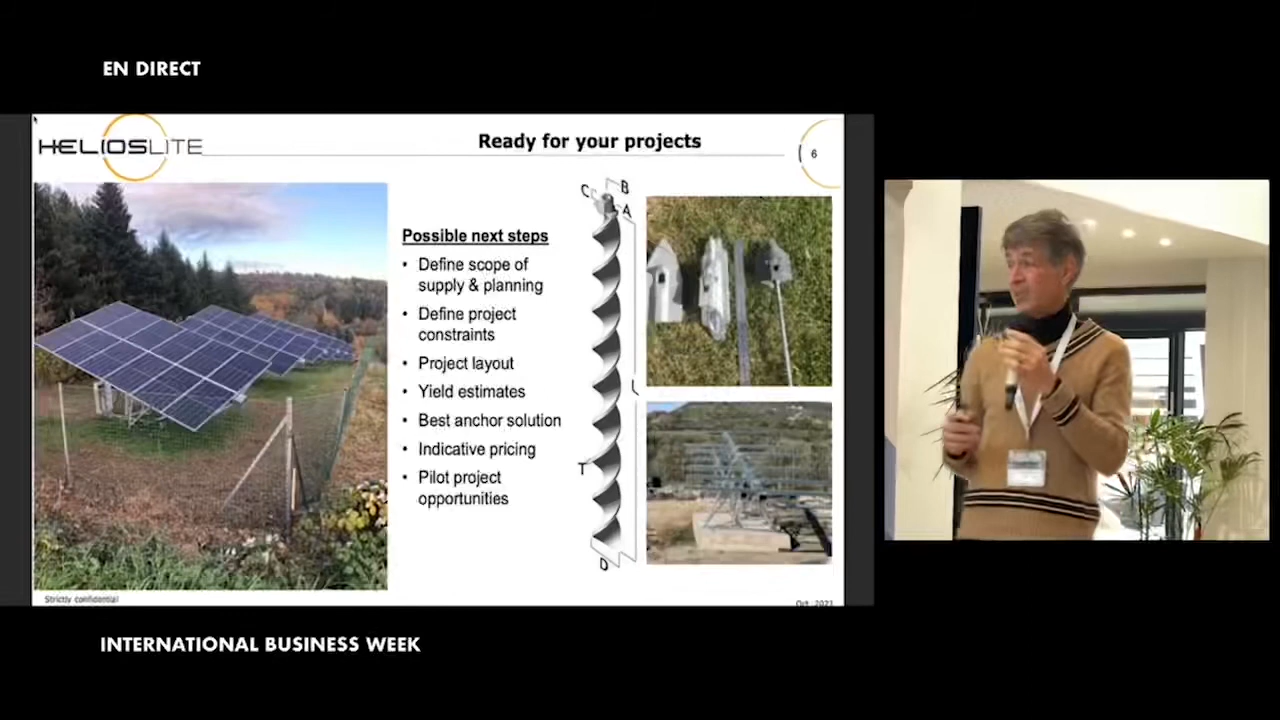 EN DIRECT
HELIOSLITE
Ready for your projects
6
Possible next steps
• Define scope of
supply & planning
• Define project
constraints
• Project layout
• Yield estimates
• Best anchor solution
• Indicative pricing
• Pilot project
opportunities
C
B
A
L
T
D
Strictly confidential
Oct. 2021
INTERNATIONAL BUSINESS WEEK